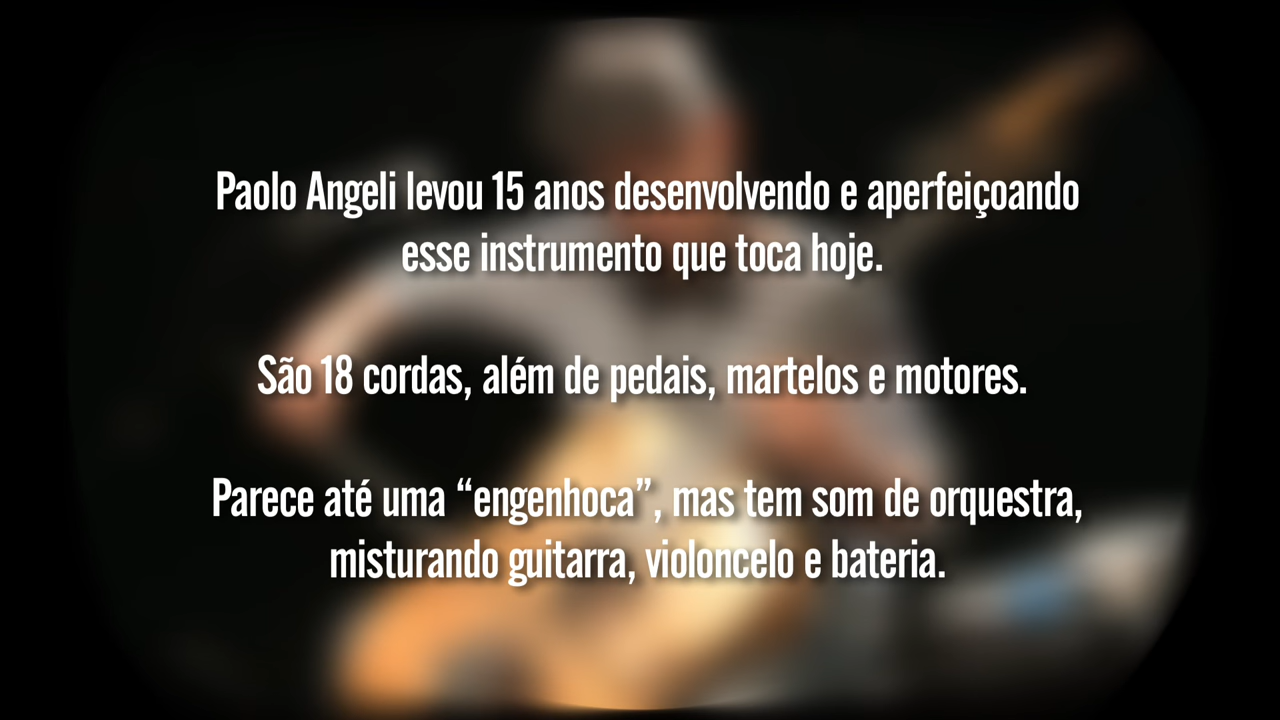 Paolo Angeli levou 15 anos desenvolvendo e aperfeiçoando
esse instrumento que toca hoje.
São 18 cordas, além de pedais, martelos e motores.
Parece até uma “engenhoca”, mas tem som de orquestra,
misturando guitarra, violoncelo e bateria.